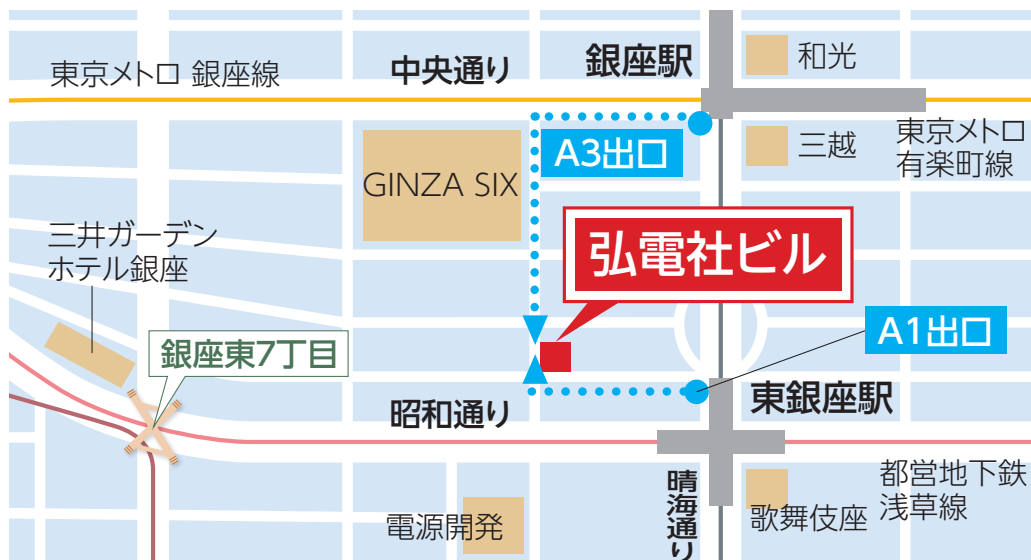 東京メトロ 銀座線
中央通り
銀座駅
和光
A3出口
三越
東京メトロ
有楽町線
GINZA SIX
三井ガーデン
ホテル銀座
弘電社ビル
A1出口
銀座東7丁目
昭和通り
東銀座駅
晴海通り
歌舞伎座
都営地下鉄
浅草線
電源開発